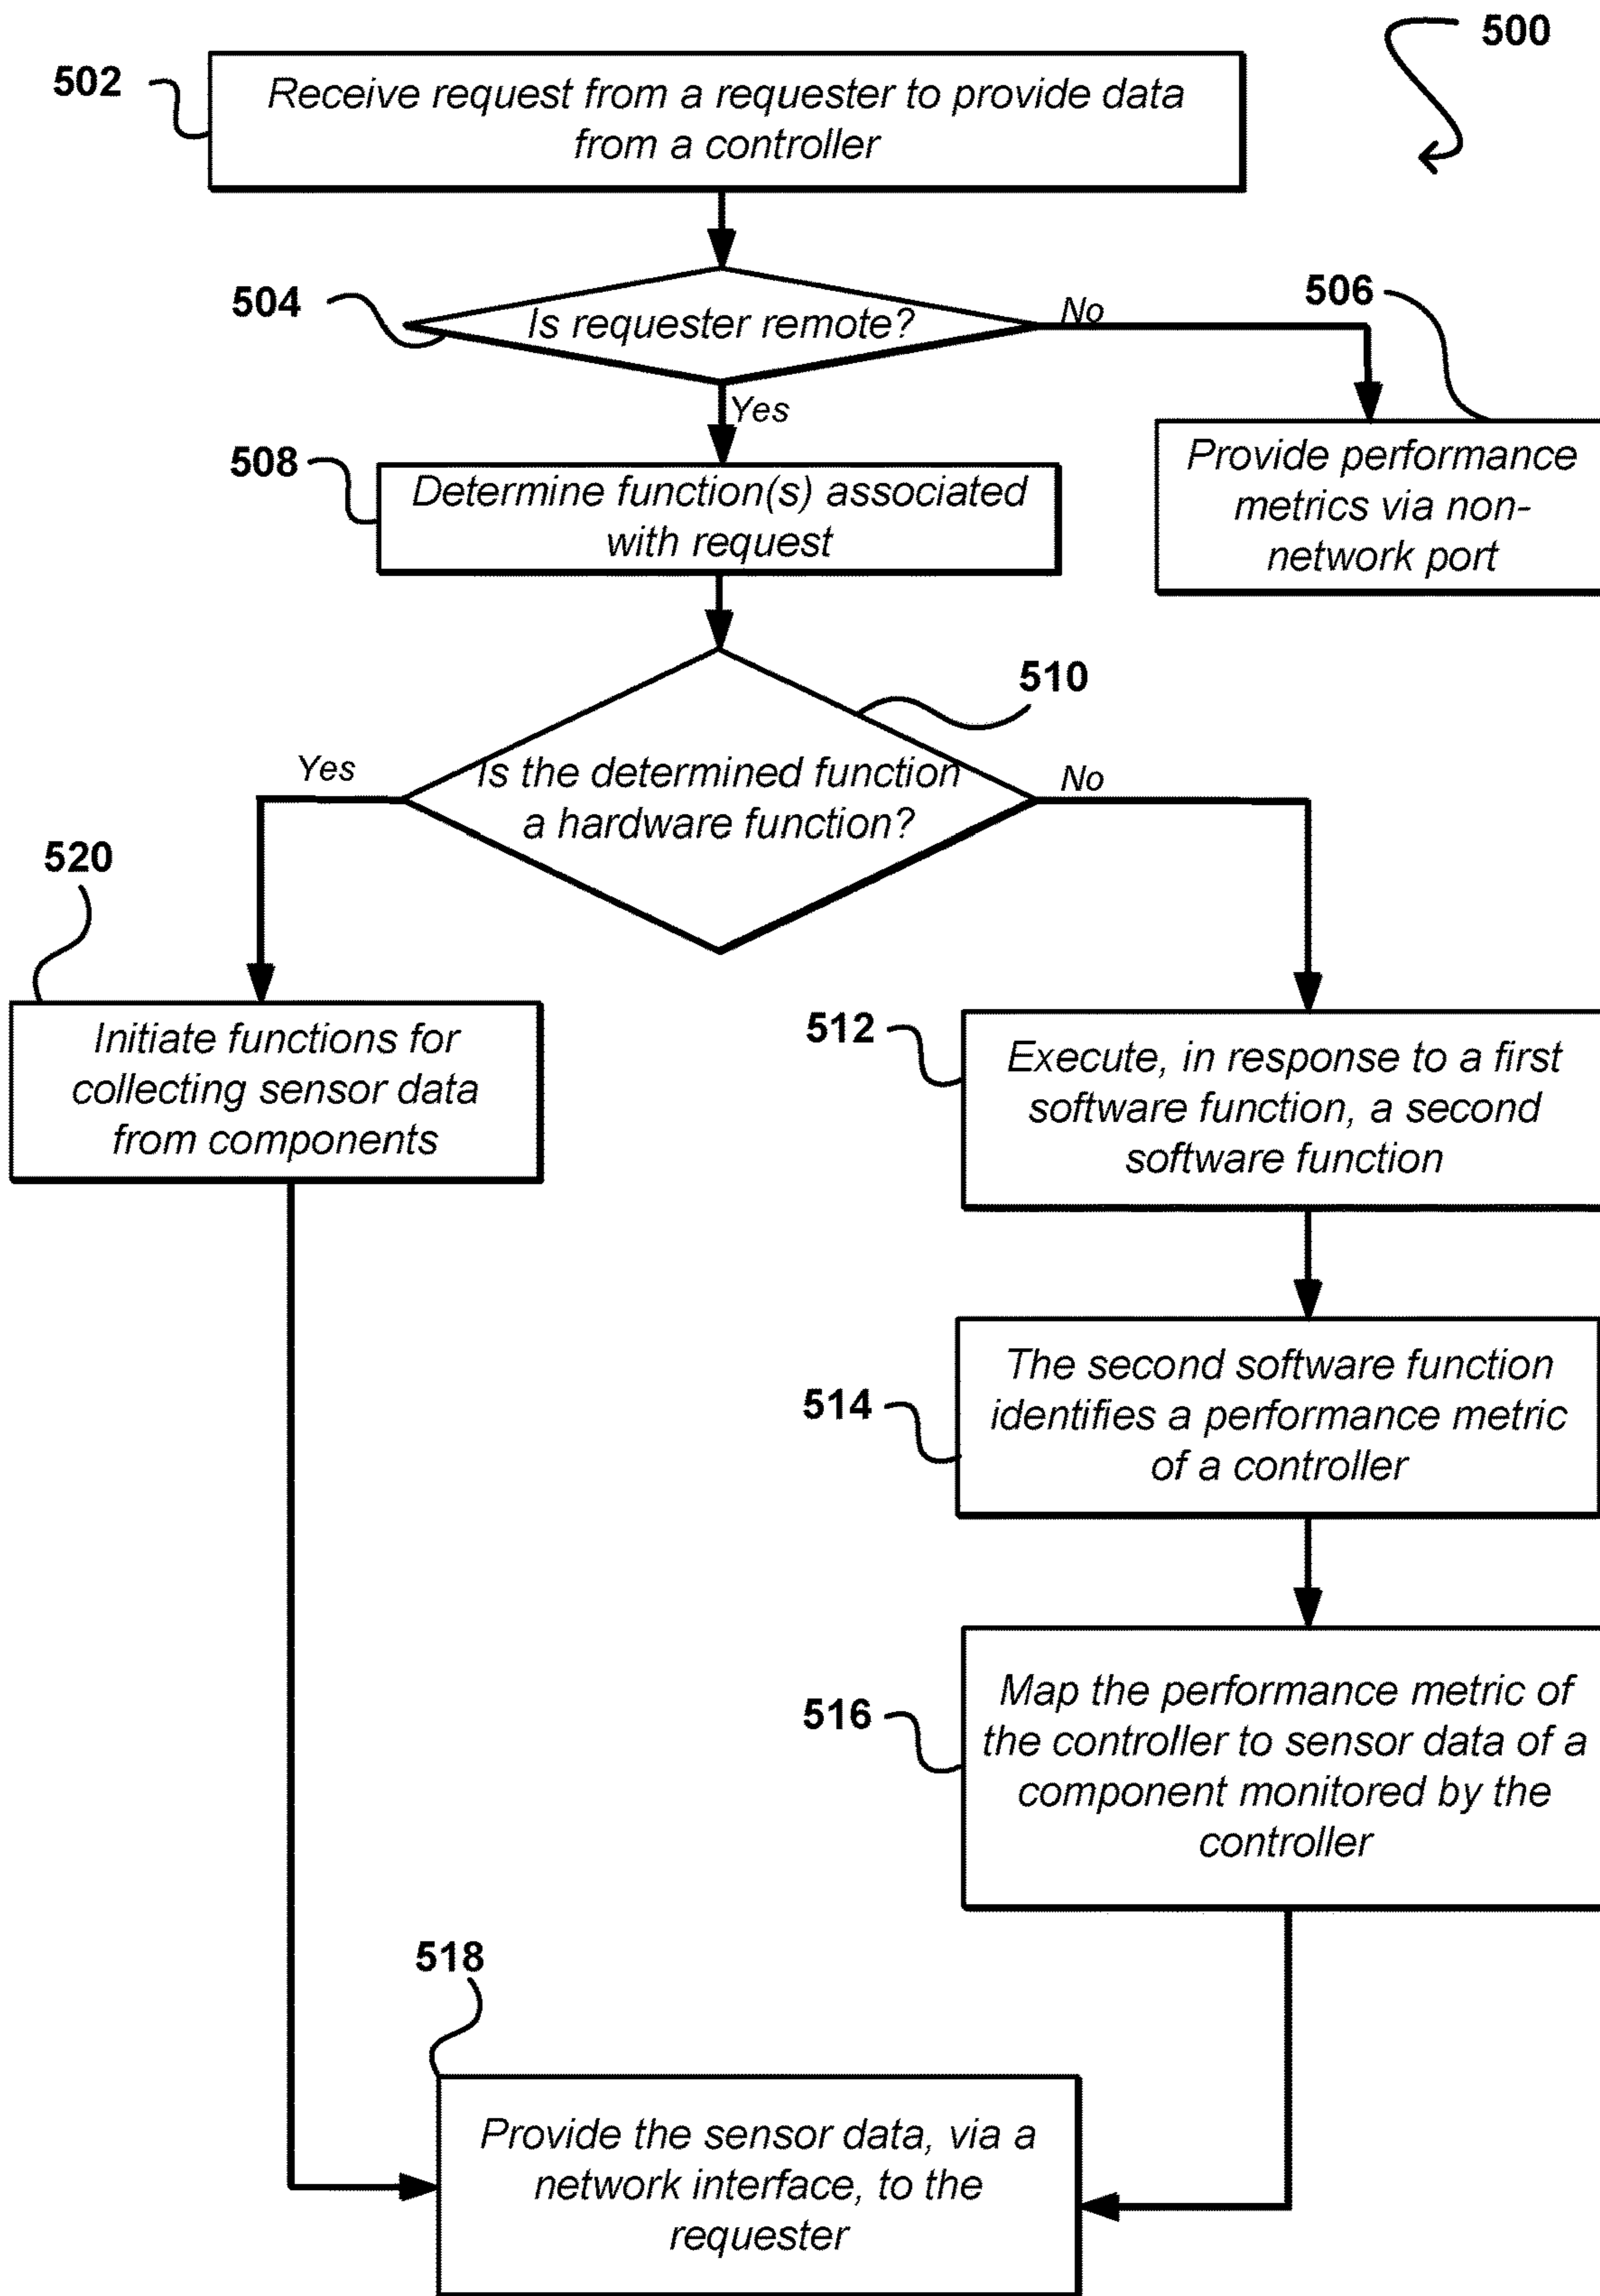 500
502
Receive request from a requester to provide data
from a controller
504
Is requester remote?
No
506
Yes
Provide performance
metrics via non-
network port
508
Determine function(s) associated
with request
510
Yes
Is the determined function
a hardware function?
No
520
Initiate functions for
collecting sensor data
from components
512
Execute, in response to a first
software function, a second
software function
514
The second software function
identifies a performance metric
of a controller
516
Map the performance metric of
the controller to sensor data of a
component monitored by the
controller
518
Provide the sensor data, via a
network interface, to the
requester